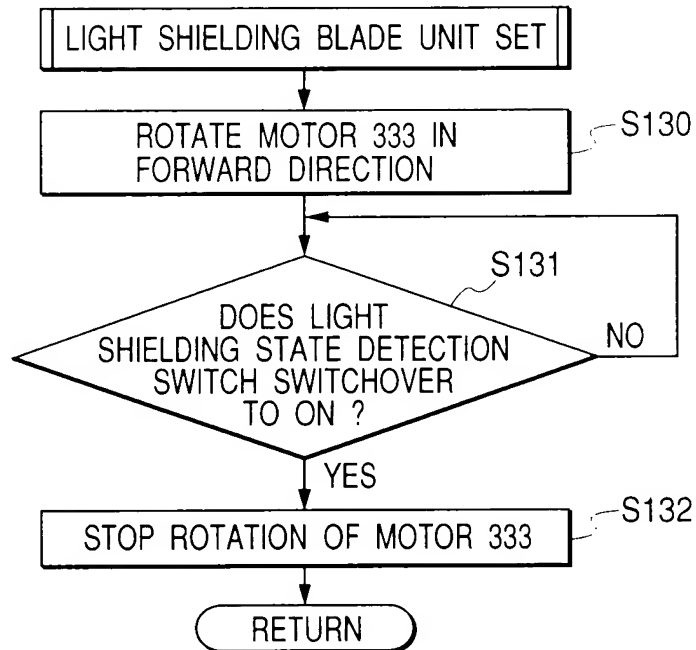 LIGHT SHIELDING BLADE UNIT SET
ROTATE MOTOR 333 IN
FORWARD DIRECTION
S130
S131
DOES LIGHT
SHIELDING STATE DETECTION
SWITCH SWITCHOVER
TO ON ?
NO
YES
STOP ROTATION OF MOTOR 333
S132
RETURN